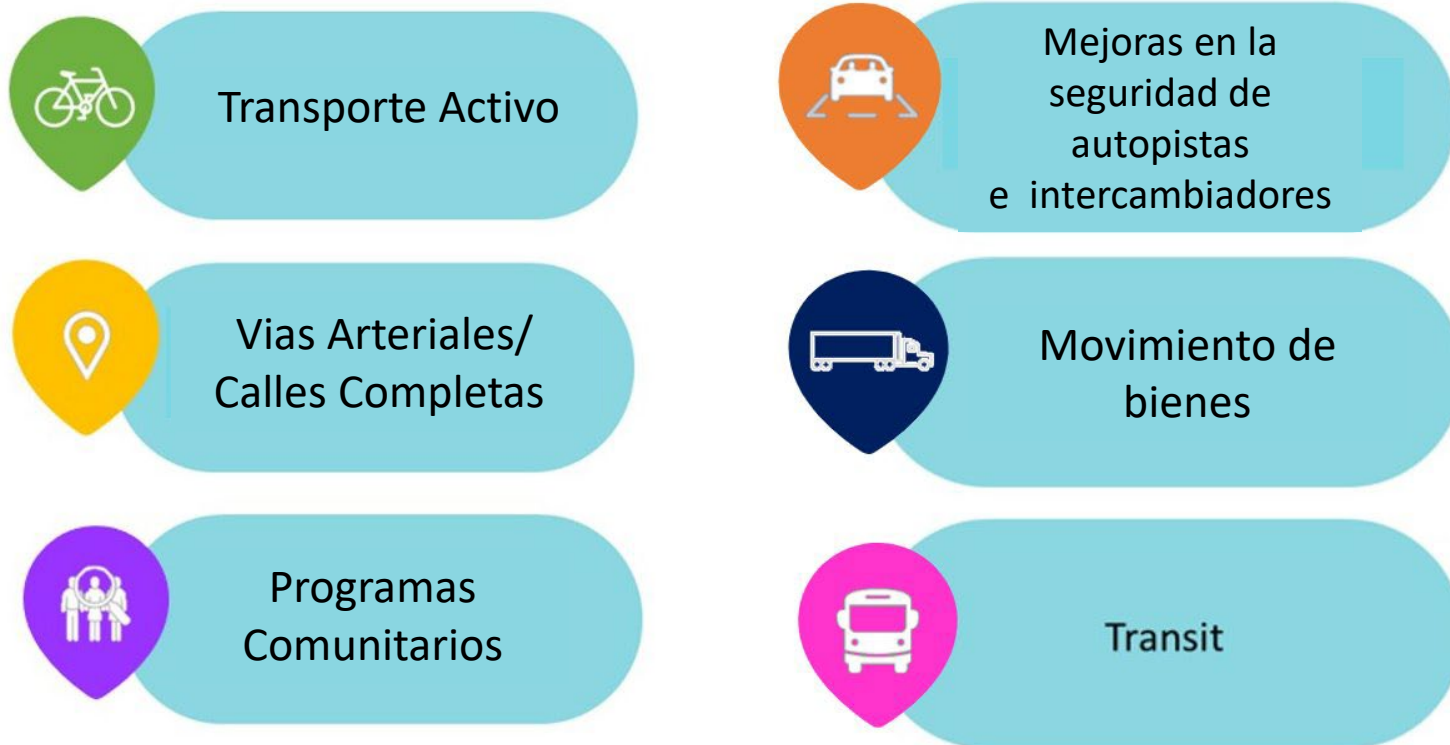 Transporte Activo
Mejoras en la
seguridad de
autopistas
e intercambiadores
Vias Arteriales/
Calles Completas
Movimiento de
bienes
Programas
Comunitarios
Transit